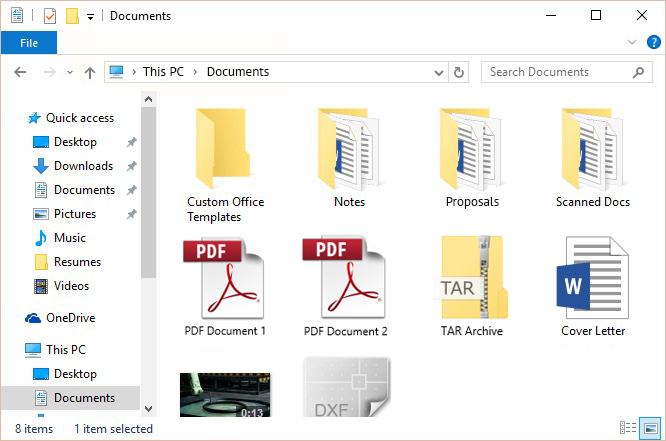 Documents
File
This PC > Documents
Search Documents
Quick access
Desktop
Downloads
Documents
Pictures
Music
Resumes
Videos
OneDrive
This PC
Desktop
Documents
Custom Office
Templates
Notes
Proposals
Scanned Docs
PDF
PDF
TAR
W
PDF Document 1
PDF Document 2
TAR Archive
Cover Letter
0:13
DXF
8 items
1 item selected